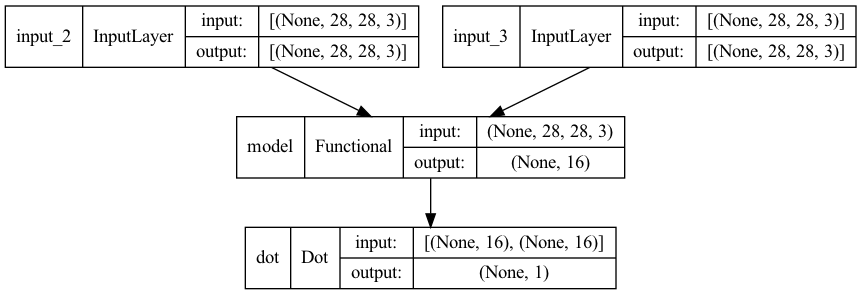 input_2 InputLayer input: [(None, 28, 28, 3)]
output: [(None, 28, 28, 3)]
input_3 InputLayer input: [(None, 28, 28, 3)]
output: [(None, 28, 28, 3)]
model Functional input: (None, 28, 28, 3)
output: (None, 16)
dot Dot input: [(None, 16), (None, 16)]
output: (None, 1)